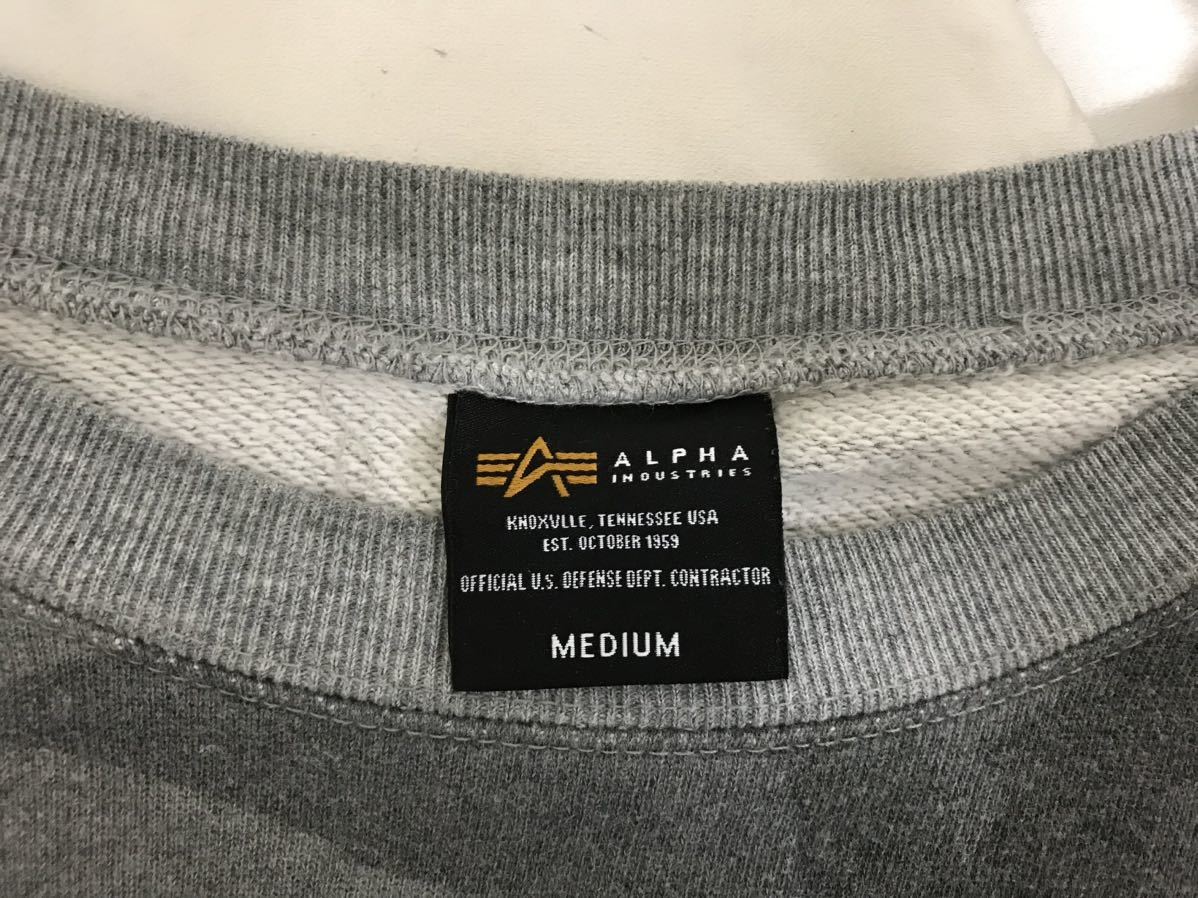 ALPHA
INDUSTRIES
KNOXVLLE, TENNESSEE USA
EST. OCTOBER 1959
OFFICIAL U.S. DEFENSE DEPT. CONTRACTOR
MEDIUM